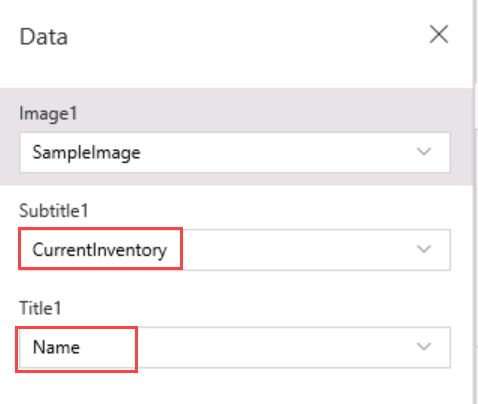 Data
Image1
SampleImage
Subtitle1
CurrentInventory
Title1
Name